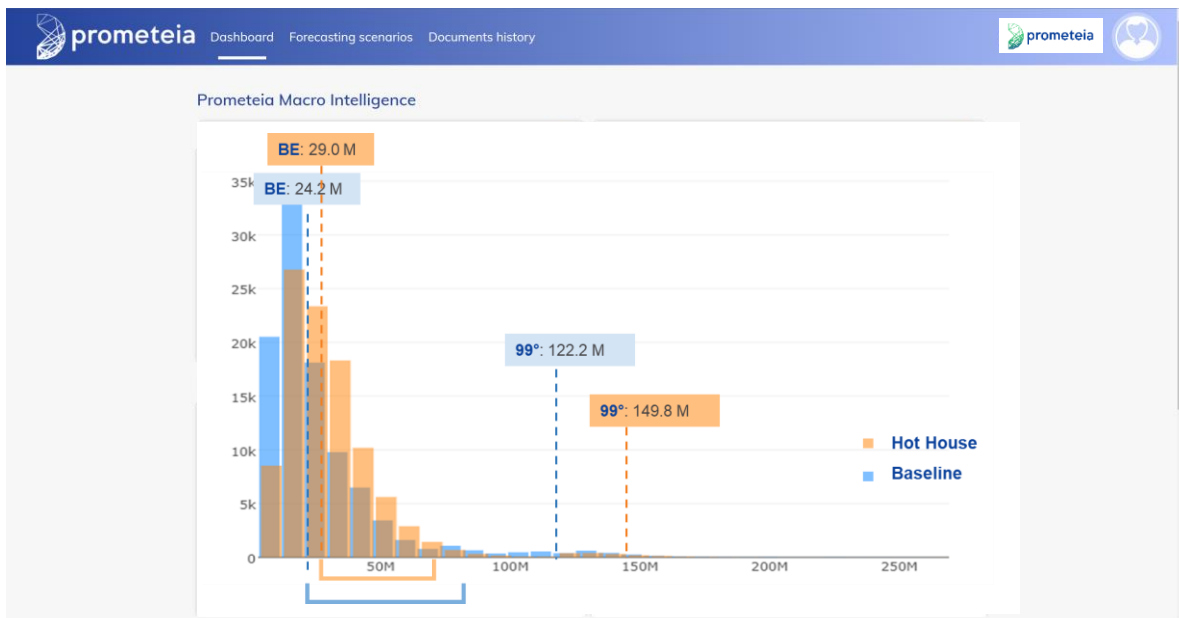 prometeia Dashboard Forecasting scenarios Documents history prometeia
Prometeia Macro Intelligence
BE: 29.0 M
35k
BE: 24.2 M
30k
25k
20k
99°: 122.2 M
15k
99°: 149.8 M
10k
Hot House
Baseline
5k
0
50M 100M 150M 200M 250M